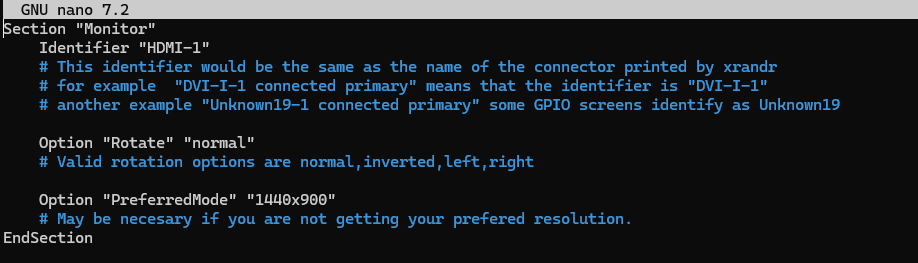 GNU nano 7.2
Section "Monitor"
    Identifier "HDMI-1"
    # This identifier would be the same as the name of the connector printed by xrandr
    # for example  "DVI-I-1 connected primary" means that the identifier is "DVI-I-1"
    # another example "Unknown19-1 connected primary" some GPIO screens identify as Unknown19
    Option "Rotate" "normal"
    # Valid rotation options are normal,inverted,left,right
    Option "PreferredMode" "1440x900"
    # May be necesary if you are not getting your prefered resolution.
EndSection